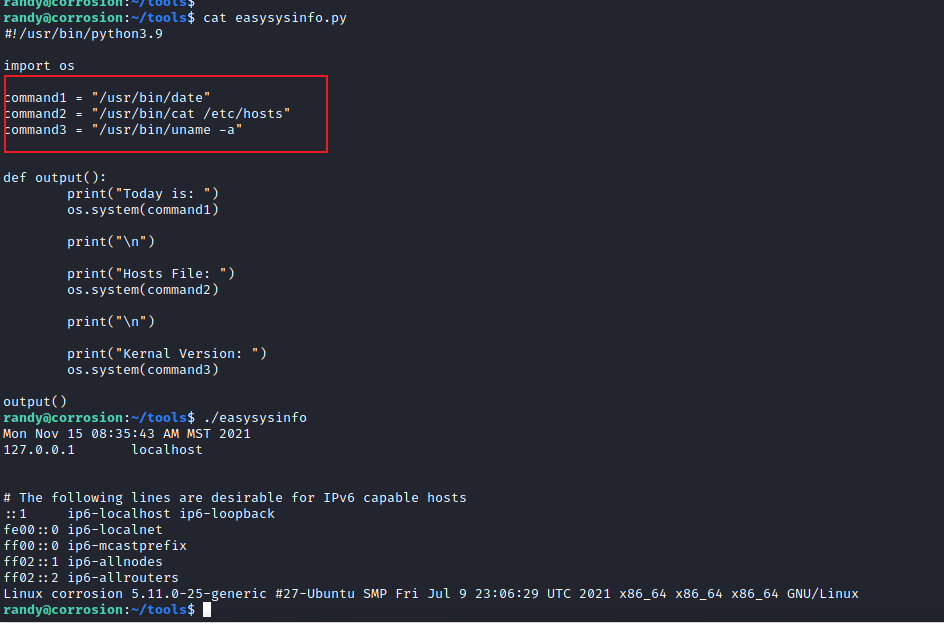 randy@corrosion:~/tools$
randy@corrosion:~/tools$ cat easysysinfo.py
#!/usr/bin/python3.9
import os
command1 = "/usr/bin/date"
command2 = "/usr/bin/cat /etc/hosts"
command3 = "/usr/bin/uname -a"
def output():
        print("Today is: ")
        os.system(command1)
        print("\n")
        print("Hosts File: ")
        os.system(command2)
        print("\n")
        print("Kernal Version: ")
        os.system(command3)
output()
randy@corrosion:~/tools$ ./easysysinfo
Mon Nov 15 08:35:43 AM MST 2021
127.0.0.1       localhost
# The following lines are desirable for IPv6 capable hosts
::1     ip6-localhost ip6-loopback
fe00::0 ip6-localnet
ff00::0 ip6-mcastprefix
ff02::1 ip6-allnodes
ff02::2 ip6-allrouters
Linux corrosion 5.11.0-25-generic #27-Ubuntu SMP Fri Jul 9 23:06:29 UTC 2021 x86_64 x86_64 x86_64 GNU/Linux
randy@corrosion:~/tools$